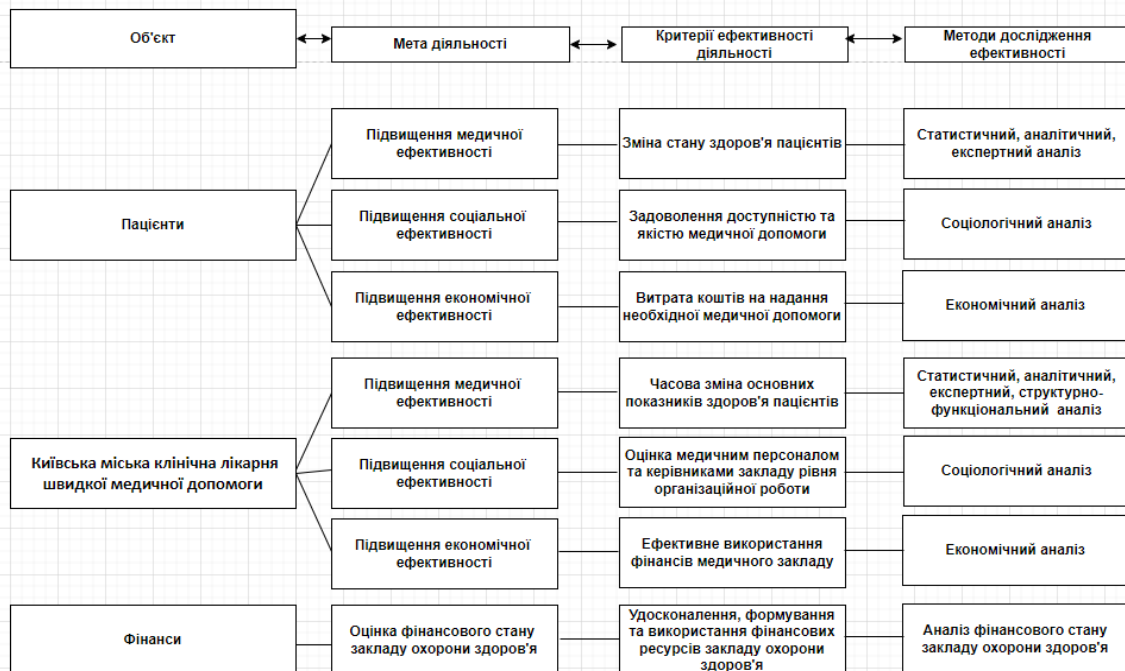 Об'єкт
Мета діяльності
Критерії ефективності
діяльності
Методи дослідження
ефективності
Пацієнти
Підвищення медичної
ефективності
Зміна стану здоров'я пацієнтів
Статистичний, аналітичний,
експертний аналіз
Підвищення соціальної
ефективності
Задоволення доступністю та
якістю медичної допомоги
Соціологічний аналіз
Підвищення економічної
ефективності
Витрата коштів на надання
необхідної медичної допомоги
Економічний аналіз
Київська міська клінічна лікарня
швидкої медичної допомоги
Підвищення медичної
ефективності
Часова зміна основних
показників здоров'я пацієнтів
Статистичний, аналітичний,
експертний, структурно-
функціональний аналіз
Підвищення соціальної
ефективності
Оцінка медичним персоналом
та керівниками закладу рівня
організаційної роботи
Соціологічний аналіз
Підвищення економічної
ефективності
Ефективне використання
фінансів медичного закладу
Економічний аналіз
Фінанси
Оцінка фінансового стану
закладу охорони здоров'я
Удосконалення, формування
та використання фінансових
ресурсів закладу охорони
здоров'я
Аналіз фінансового стану
закладу охорони здоров'я